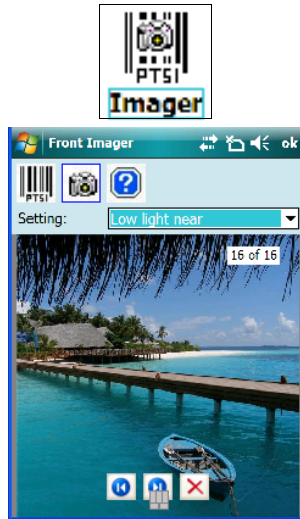 PTSI
Imager
Front Imager
ok
PTSI
?
Setting:
Low light near
16 of 16